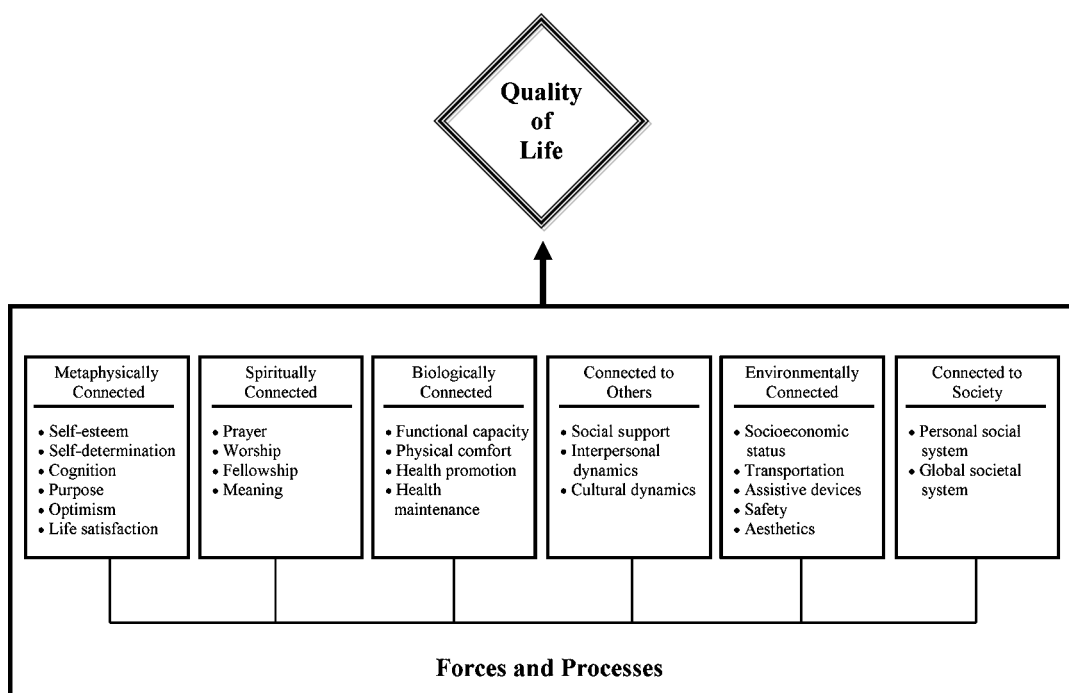 Quality
of
Life
Metaphysically
Connected
• Self-esteem
• Self-determination
• Cognition
• Purpose
• Optimism
• Life satisfaction
Spiritually
Connected
• Prayer
• Worship
• Fellowship
• Meaning
Biologically
Connected
• Functional capacity
• Physical comfort
• Health promotion
• Health
maintenance
Connected to
Others
• Social support
• Interpersonal
dynamics
• Cultural dynamics
Environmentally
Connected
• Socioeconomic
status
• Transportation
• Assistive devices
• Safety
• Aesthetics
Connected to
Society
• Personal social
system
• Global societal
system
Forces and Processes